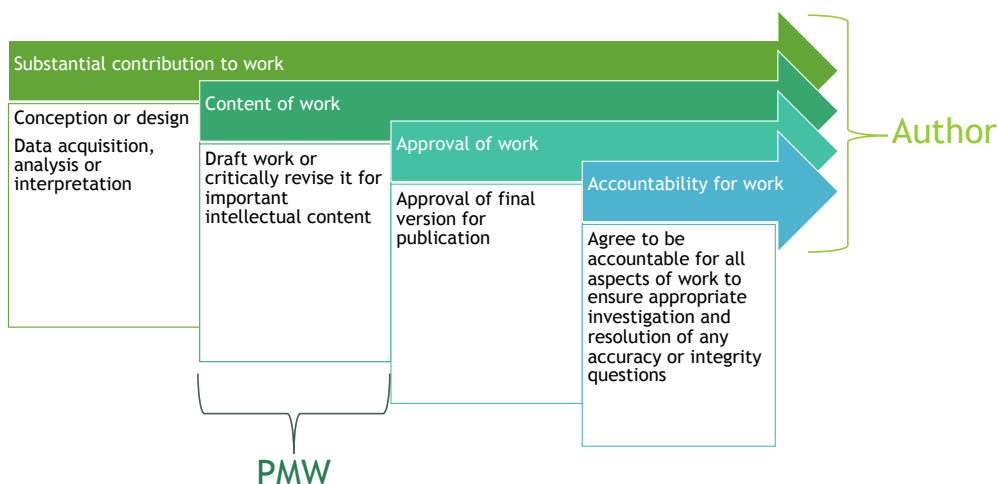 Substantial contribution to work
Conception or design
Data acquisition,
analysis or
interpretation
Content of work
Draft work or
critically revise it for
important
intellectual content
Approval of work
Approval of final
version for
publication
Accountability for work
Agree to be
accountable for all
aspects of work to
ensure appropriate
investigation and
resolution of any
accuracy or integrity
questions
Author
PMW